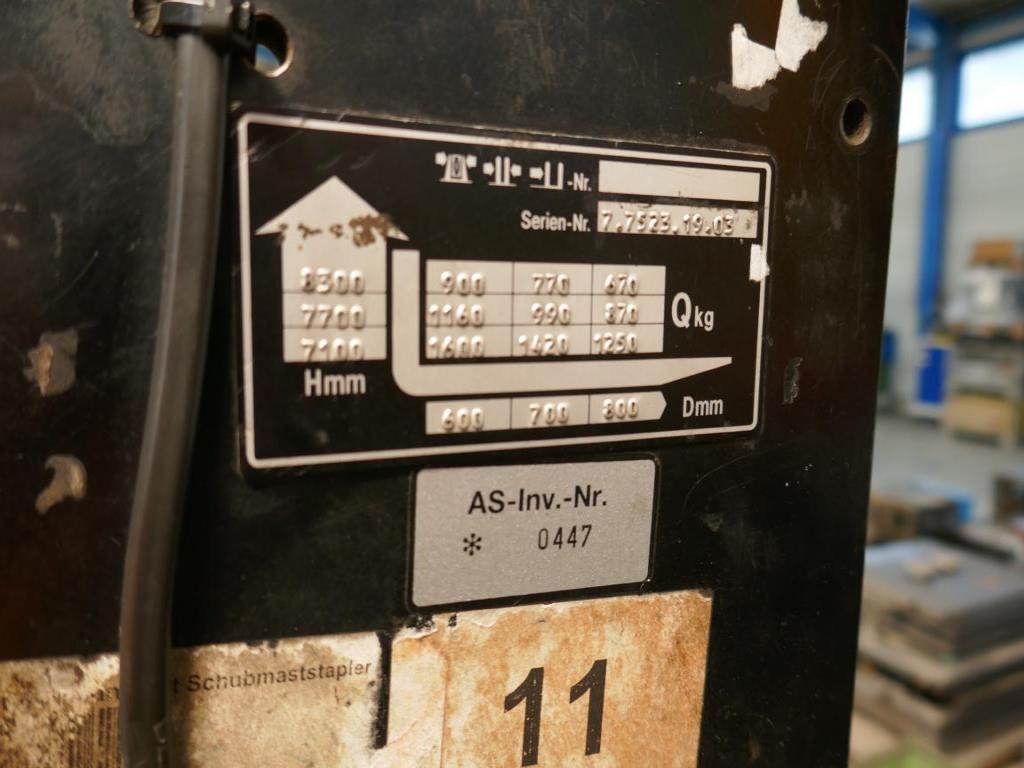 -Nr.
Serien-Nr. 7.7523.19.03
8300 900 770 670
7700 1160 990 870 Q kg
7100 1600 1420 1250
Hmm
600 700 800 Dmm
AS-Inv.-Nr.
* 0447
t Schubmaststapler
11